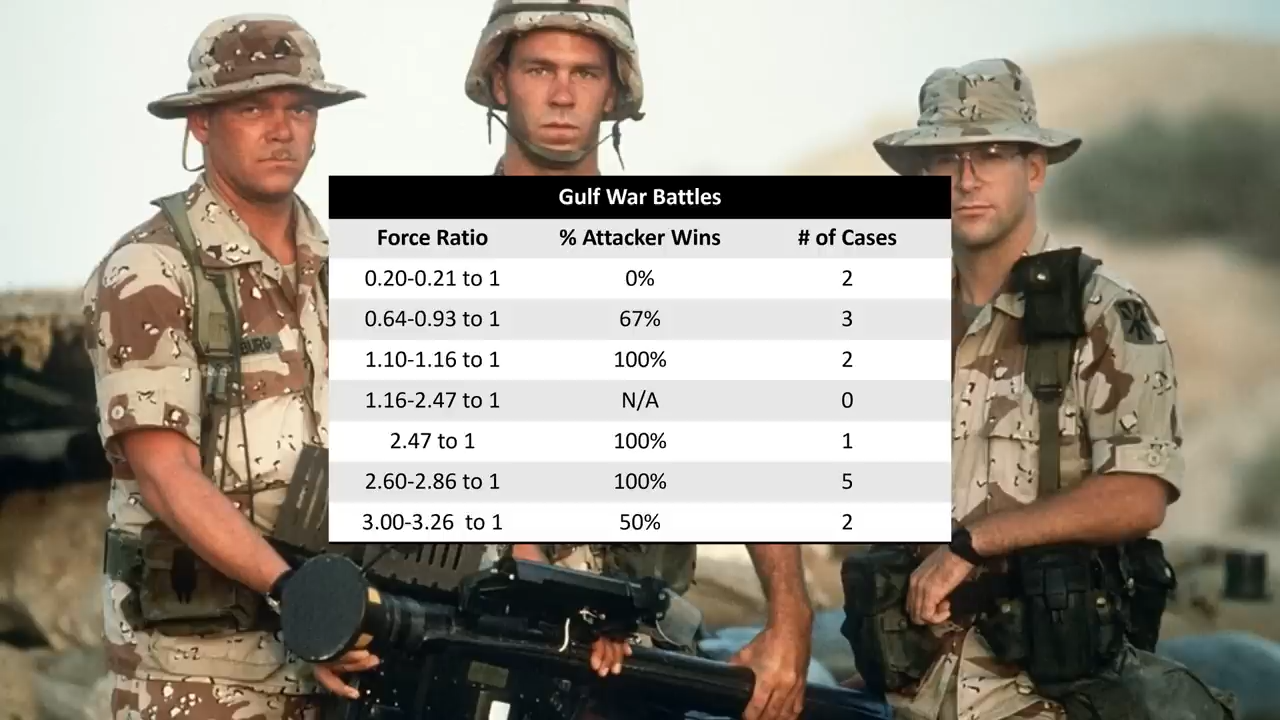 Gulf War Battles
Force Ratio % Attacker Wins # of Cases
0.20-0.21 to 1 0% 2
0.64-0.93 to 1 67% 3
1.10-1.16 to 1 100% 2
1.16-2.47 to 1 N/A 0
2.47 to 1 100% 1
2.60-2.86 to 1 100% 5
3.00-3.26 to 1 50% 2
BURG